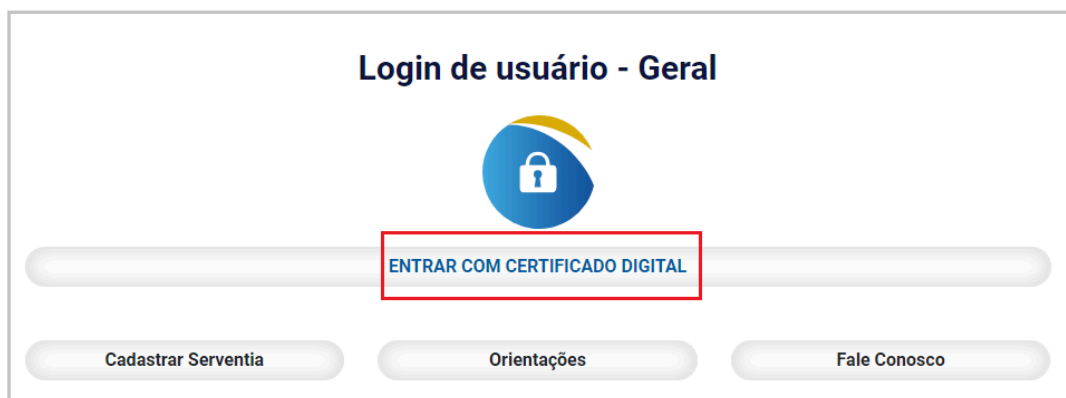 Login de usuário - Geral
ENTRAR COM CERTIFICADO DIGITAL
Cadastrar Serventia
Orientações
Fale Conosco